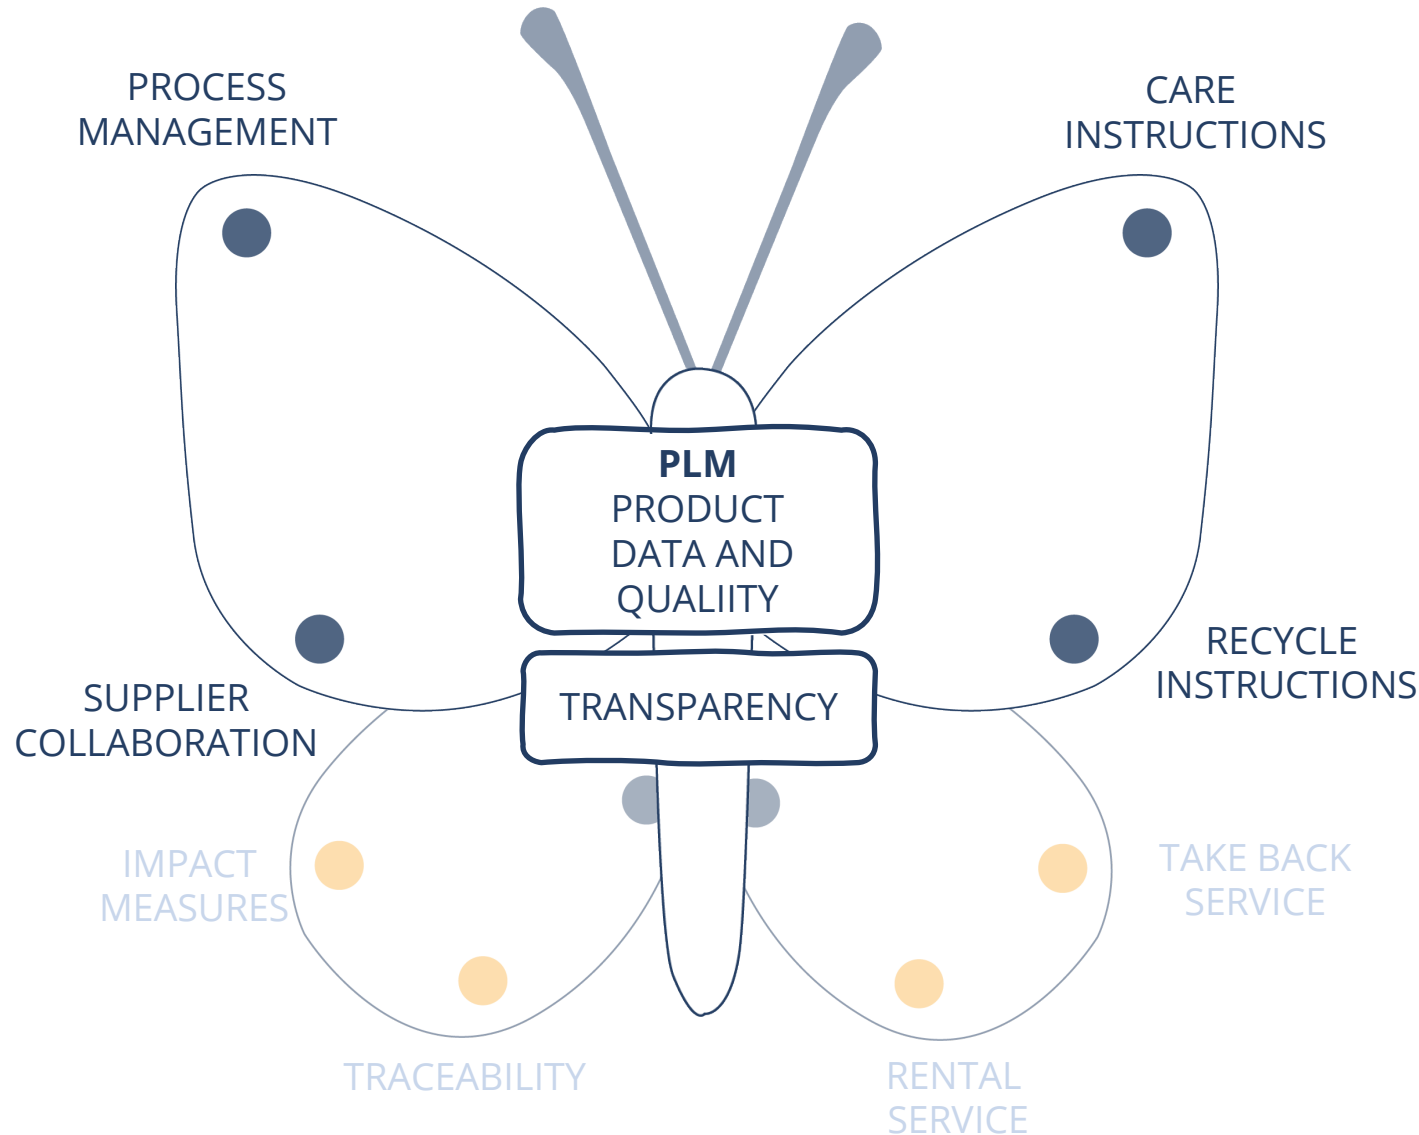 PROCESS
MANAGEMENT
CARE
INSTRUCTIONS
PLM
PRODUCT
DATA AND
QUALIITY
TRANSPARENCY
SUPPLIER
COLLABORATION
RECYCLE
INSTRUCTIONS
IMPACT
MEASURES
TAKE BACK
SERVICE
TRACEABILITY
RENTAL
SERVICE